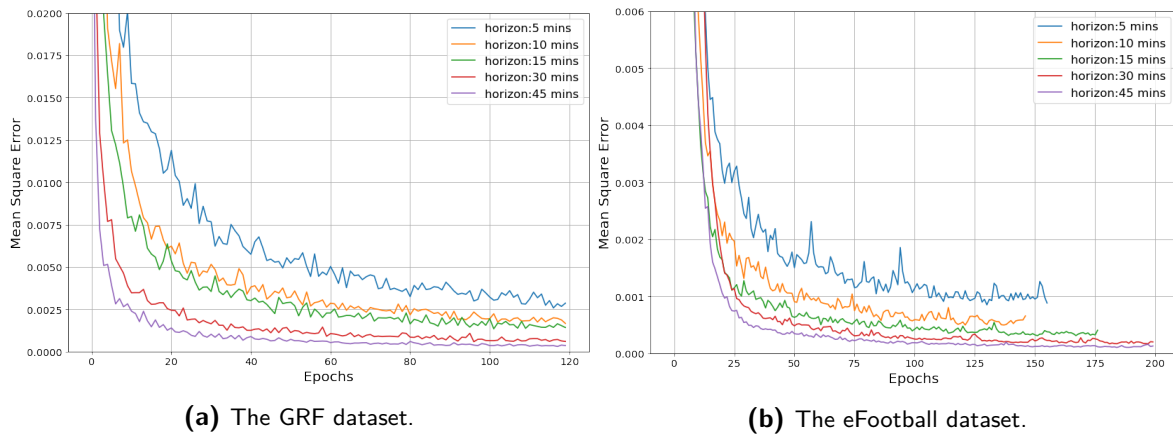 0.0200
0.0175
0.0150
0.0125
0.0100
0.0075
0.0050
0.0025
0.0000
Mean Square Error
0 20 40 60 80 100 120
Epochs
horizon:5 mins
horizon:10 mins
horizon:15 mins
horizon:30 mins
horizon:45 mins
(a) The GRF dataset.
0.006
0.005
0.004
0.003
0.002
0.001
0.000
Mean Square Error
0 25 50 75 100 125 150 175 200
Epochs
horizon:5 mins
horizon:10 mins
horizon:15 mins
horizon:30 mins
horizon:45 mins
(b) The eFootball dataset.